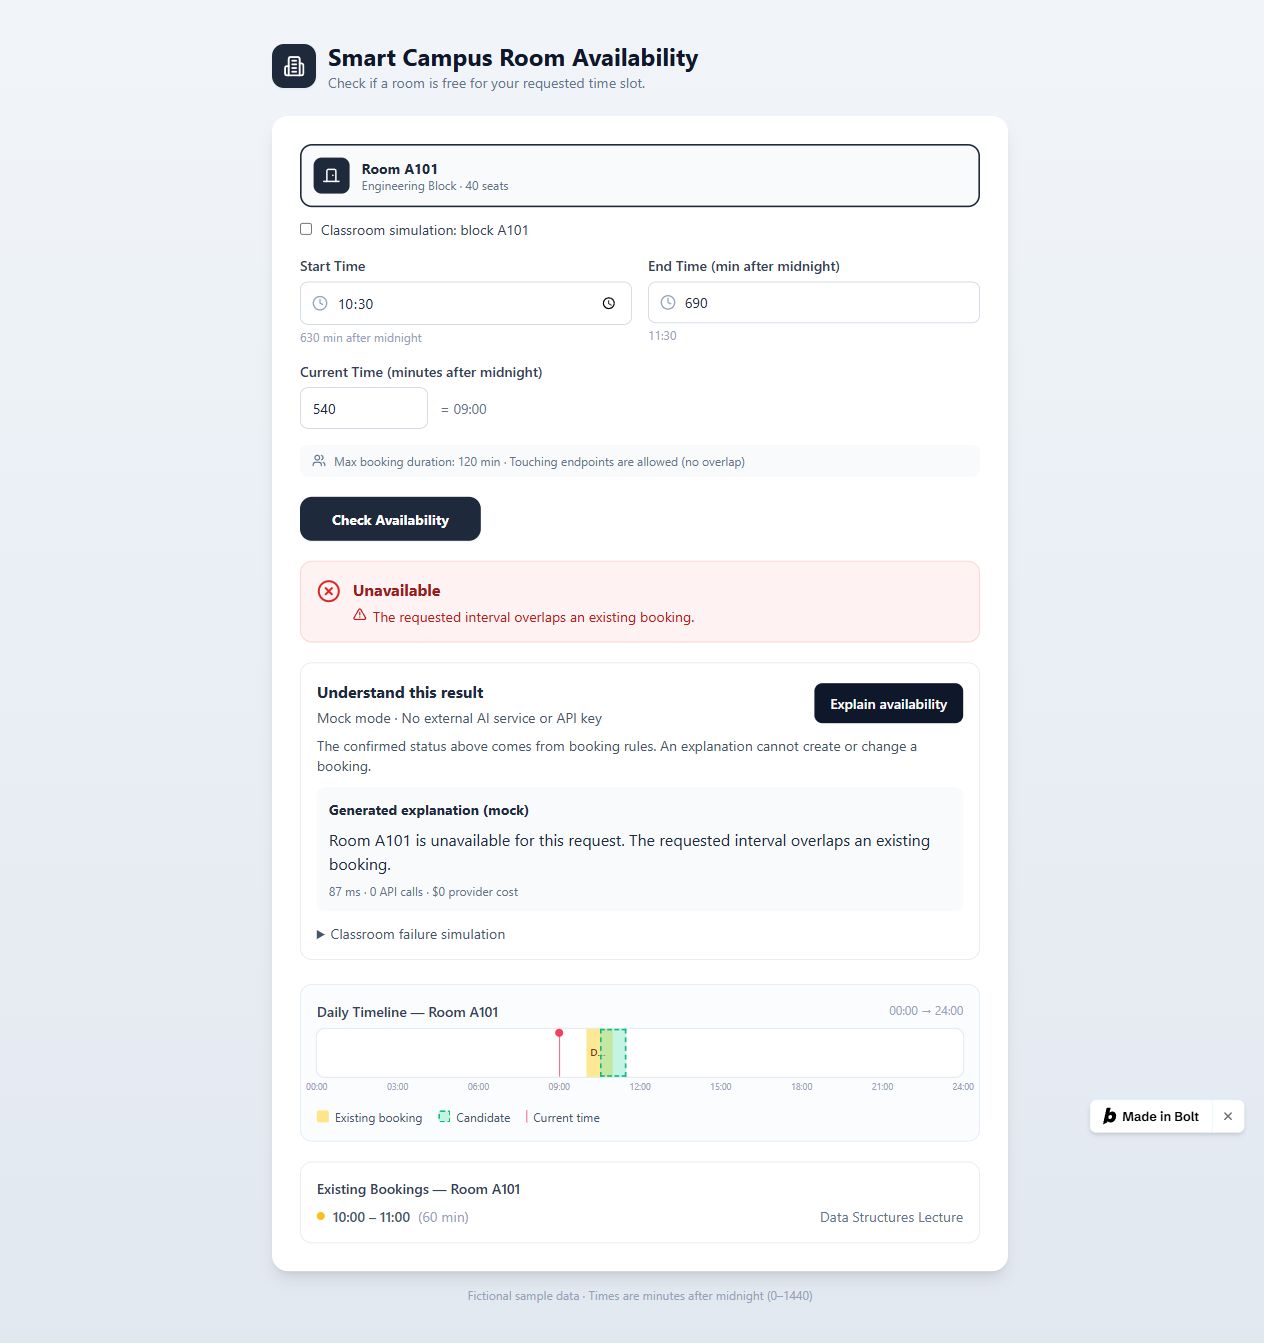 Smart Campus Room Availability
Check if a room is free for your requested time slot.
Room A101
Engineering Block · 40 seats
Classroom simulation: block A101
Start Time
10:30
630 min after midnight
End Time (min after midnight)
690
11:30
Current Time (minutes after midnight)
540
= 09:00
Max booking duration: 120 min · Touching endpoints are allowed (no overlap)
Check Availability
Unavailable
The requested interval overlaps an existing booking.
Understand this result
Explain availability
Mock mode · No external AI service or API key
The confirmed status above comes from booking rules. An explanation cannot create or change a
booking.
Generated explanation (mock)
Room A101 is unavailable for this request. The requested interval overlaps an existing
booking.
87 ms · 0 API calls · $0 provider cost
Classroom failure simulation
Daily Timeline — Room A101
00:00 → 24:00
D...
00:00 03:00 06:00 09:00 12:00 15:00 18:00 21:00 24:00
Existing booking Candidate Current time
Made in Bolt
Existing Bookings — Room A101
10:00 – 11:00 (60 min) Data Structures Lecture
Fictional sample data · Times are minutes after midnight (0–1440)